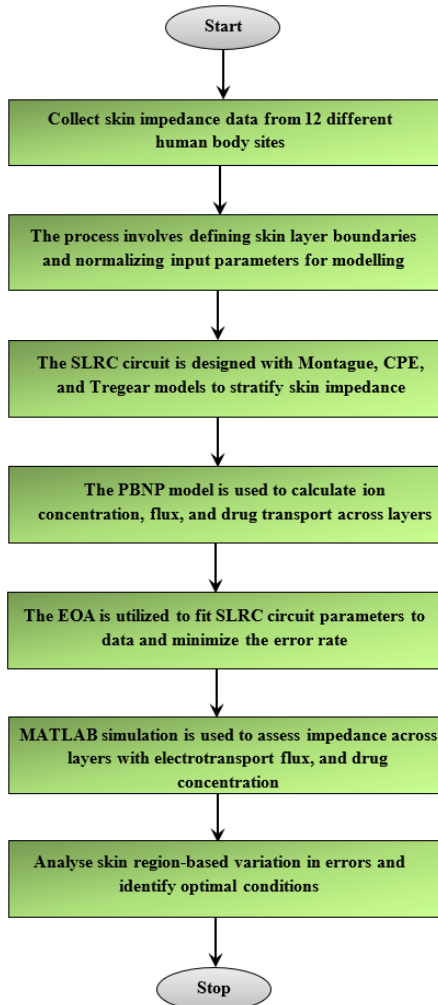 Start
Collect skin impedance data from 12 different
human body sites
The process involves defining skin layer boundaries
and normalizing input parameters for modelling
The SLRC circuit is designed with Montague, CPE,
and Tregear models to stratify skin impedance
The PBNP model is used to calculate ion
concentration, flux, and drug transport across layers
The EOA is utilized to fit SLRC circuit parameters to
data and minimize the error rate
MATLAB simulation is used to assess impedance across
layers with electrotransport flux, and drug
concentration
Analyse skin region-based variation in errors and
identify optimal conditions
Stop